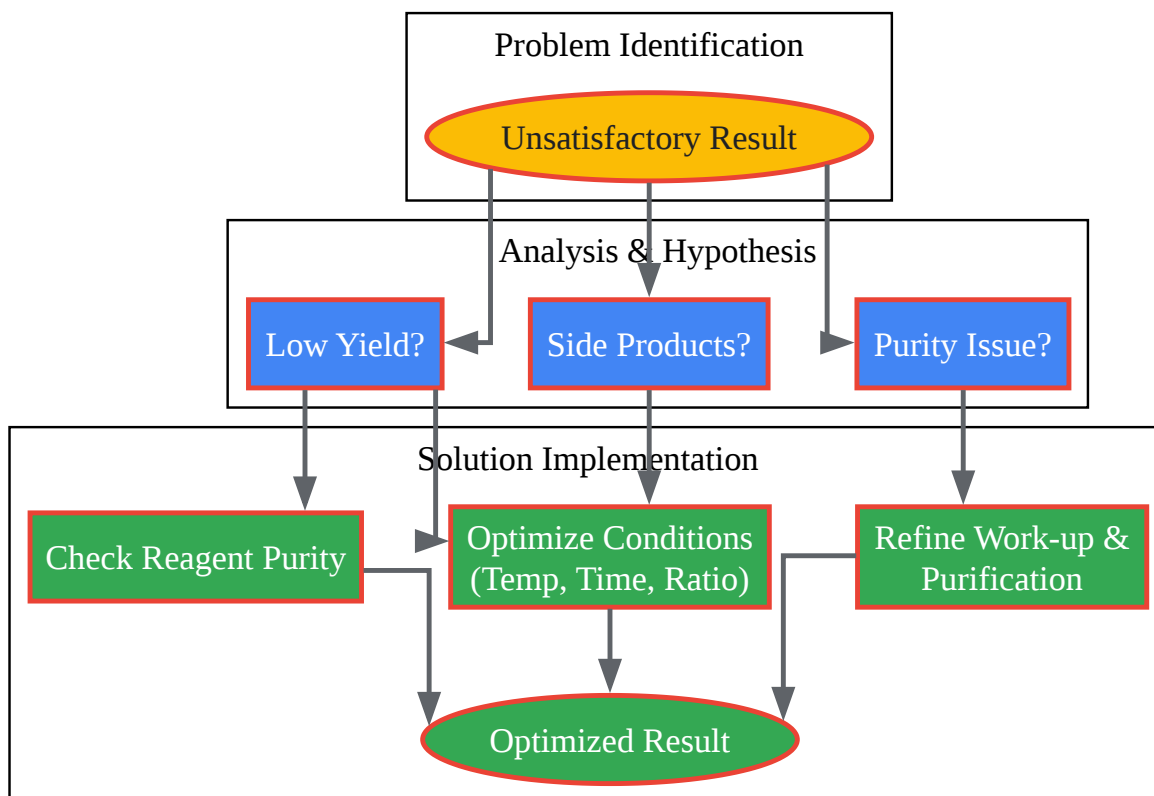 Problem Identification
Unsatisfactory Result
Analysis & Hypothesis
Low Yield?
Side Products?
Purity Issue?
Solution Implementation
Check Reagent Purity
Optimize Conditions
(Temp, Time, Ratio)
Refine Work-up &
Purification
Optimized Result